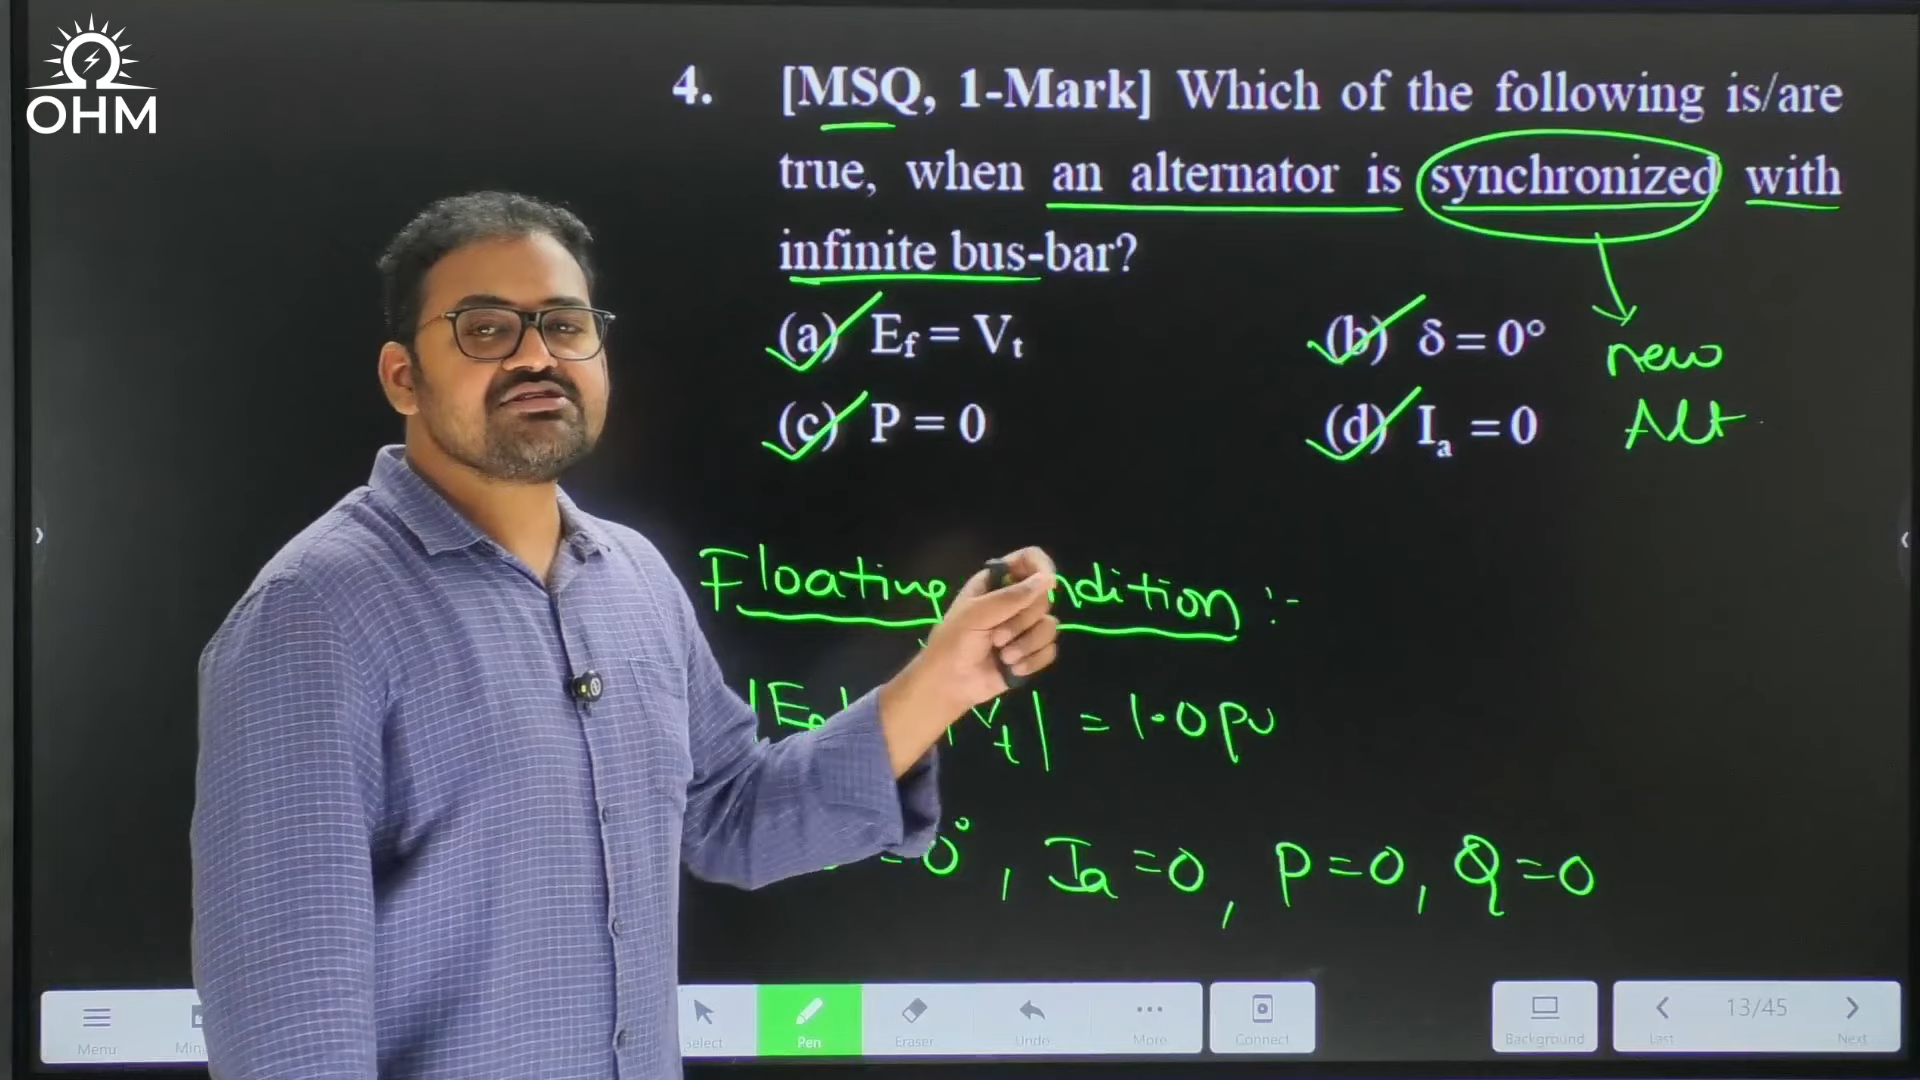 OHM
4. [MSQ, 1-Mark] Which of the following is/are
true, when an alternator is synchronized with
infinite bus-bar?
(a) Ef = Vt
(b) δ = 0°
(c) P = 0
(d) Ia = 0
new
Alt
Floating ndition :-
|E Vt| = 1.0 pu
= 0°, Ia = 0, P = 0, Q = 0
Menu
Select
Pen
Eraser
Undo
More
Connect
Background
Last
13/45
Next